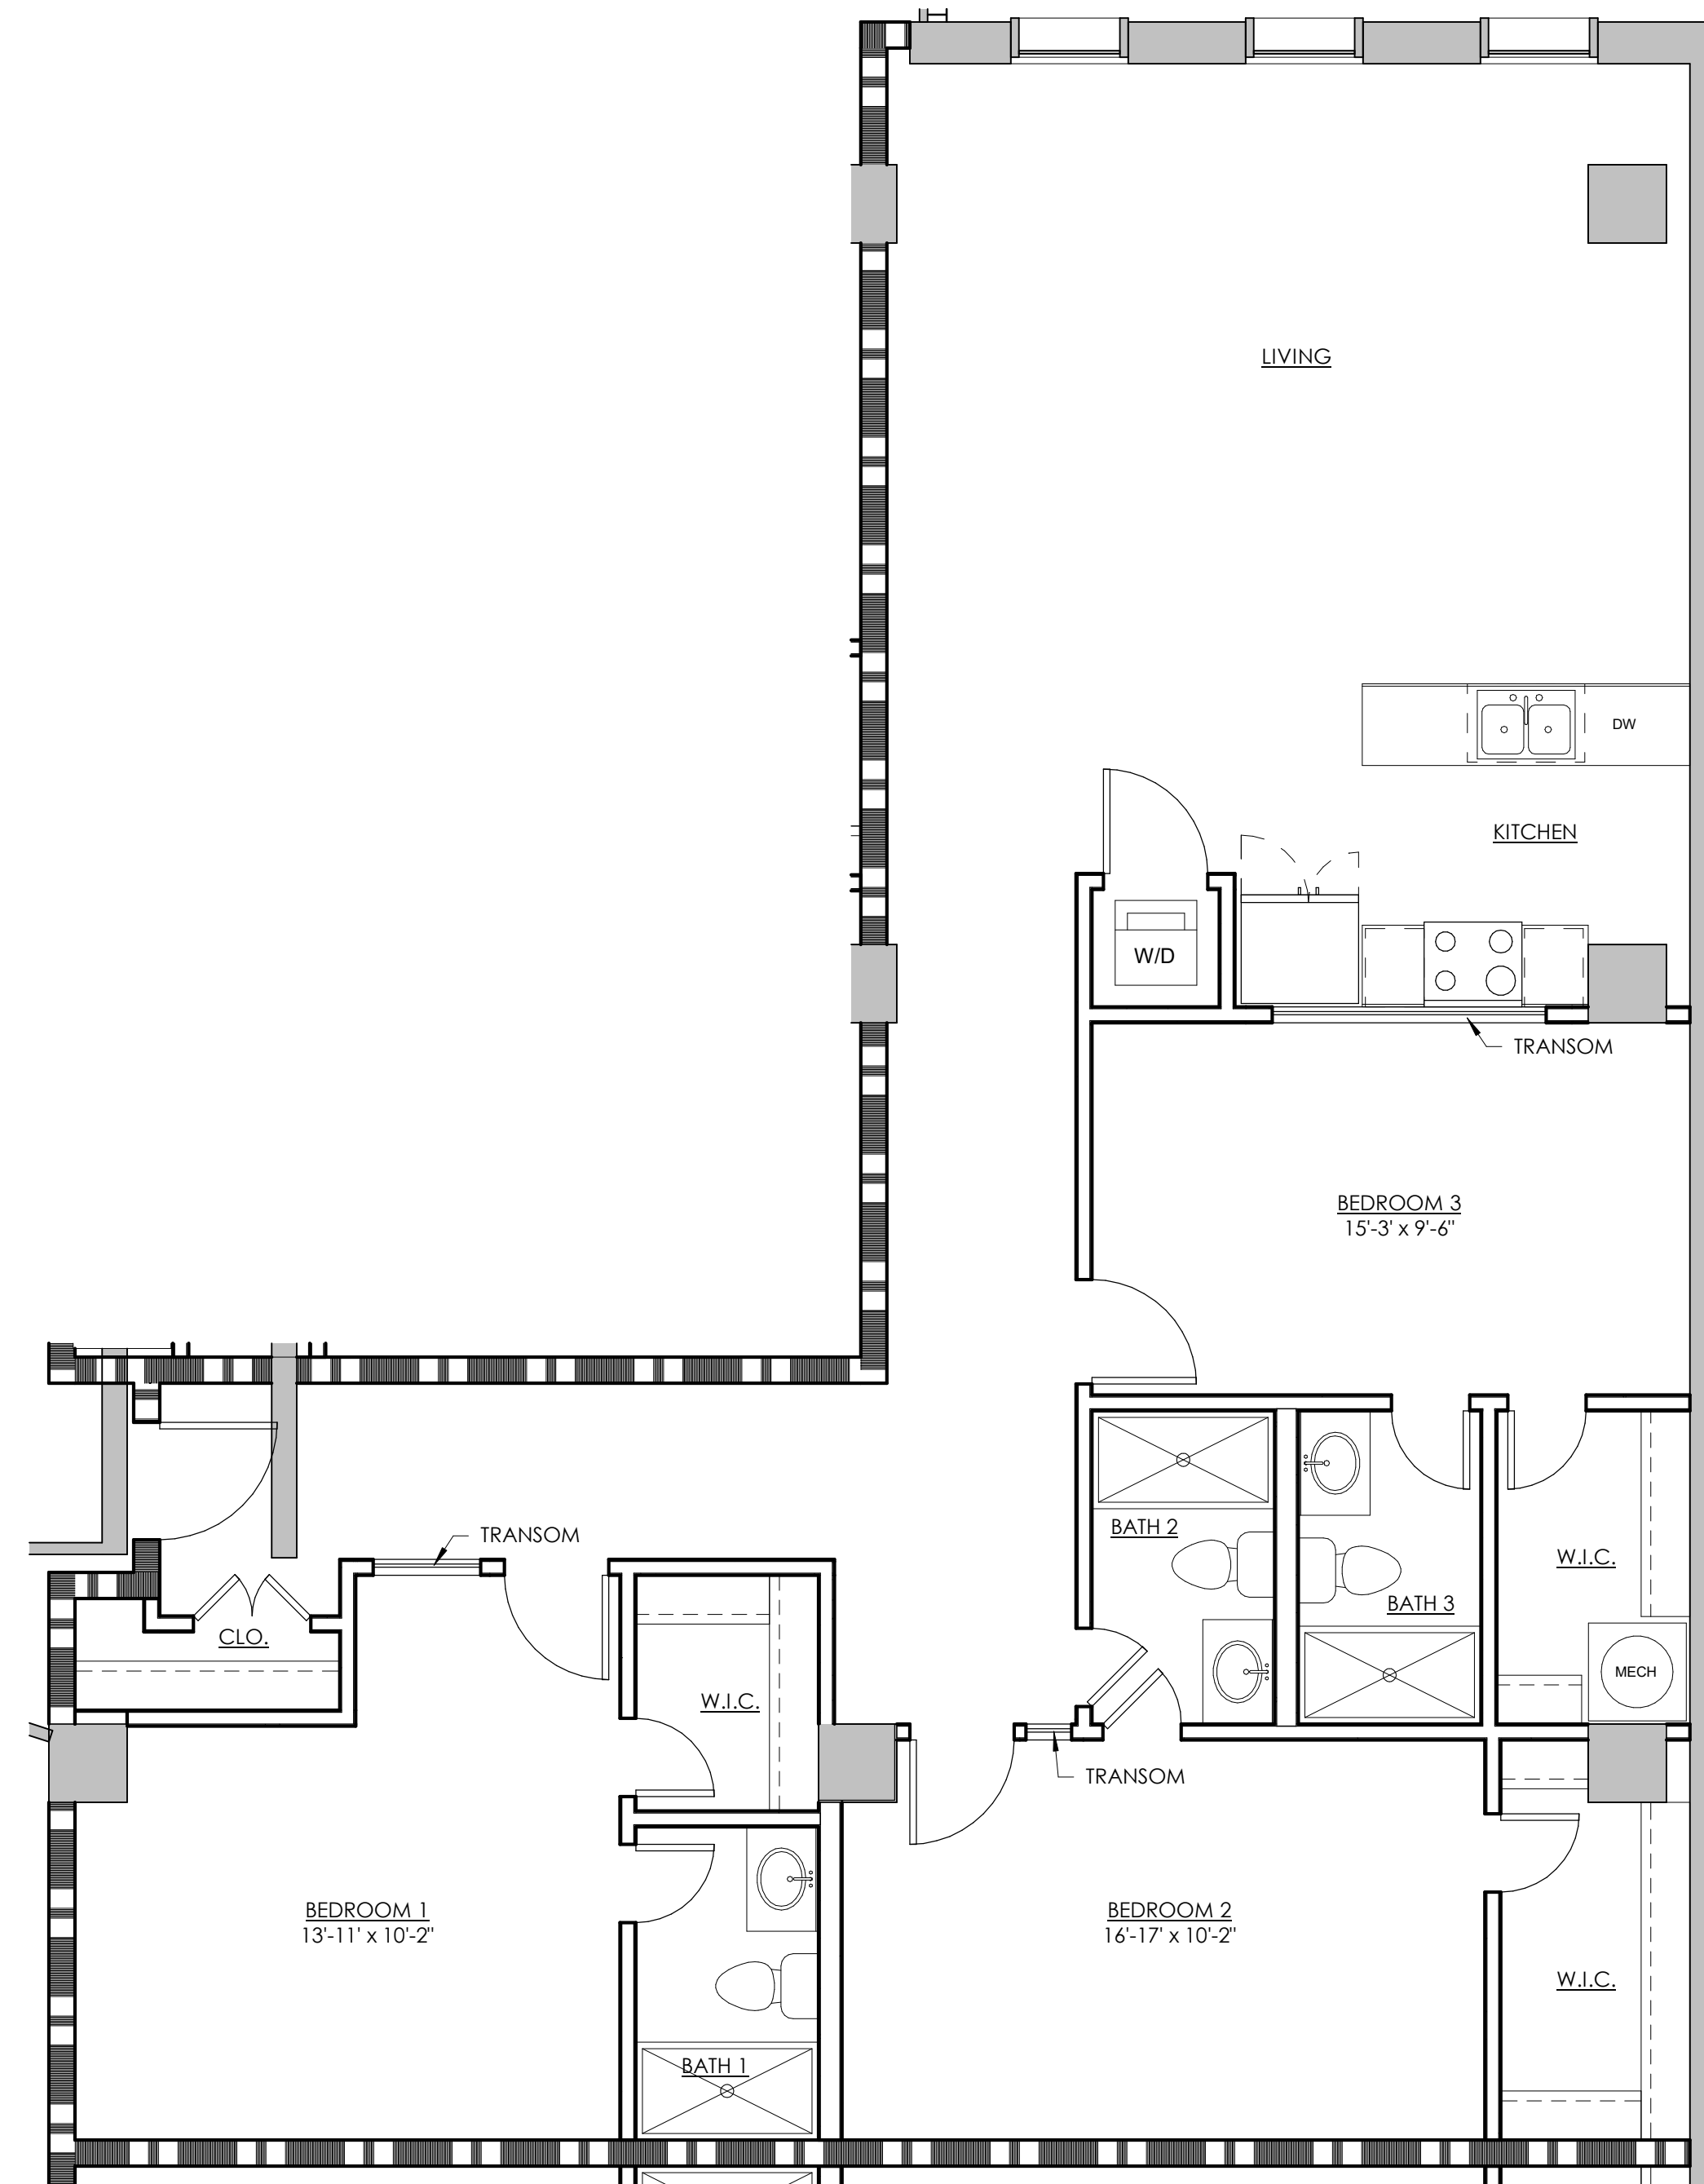 LIVING
DW
KITCHEN
W/D
TRANSOM
BEDROOM 3
15'-3' x 9'-6"
TRANSOM
BATH 2
W.I.C.
BATH 3
CLO.
MECH
W.I.C.
TRANSOM
BEDROOM 1
13'-11' x 10'-2"
BEDROOM 2
16'-17' x 10'-2"
W.I.C.
BATH 1